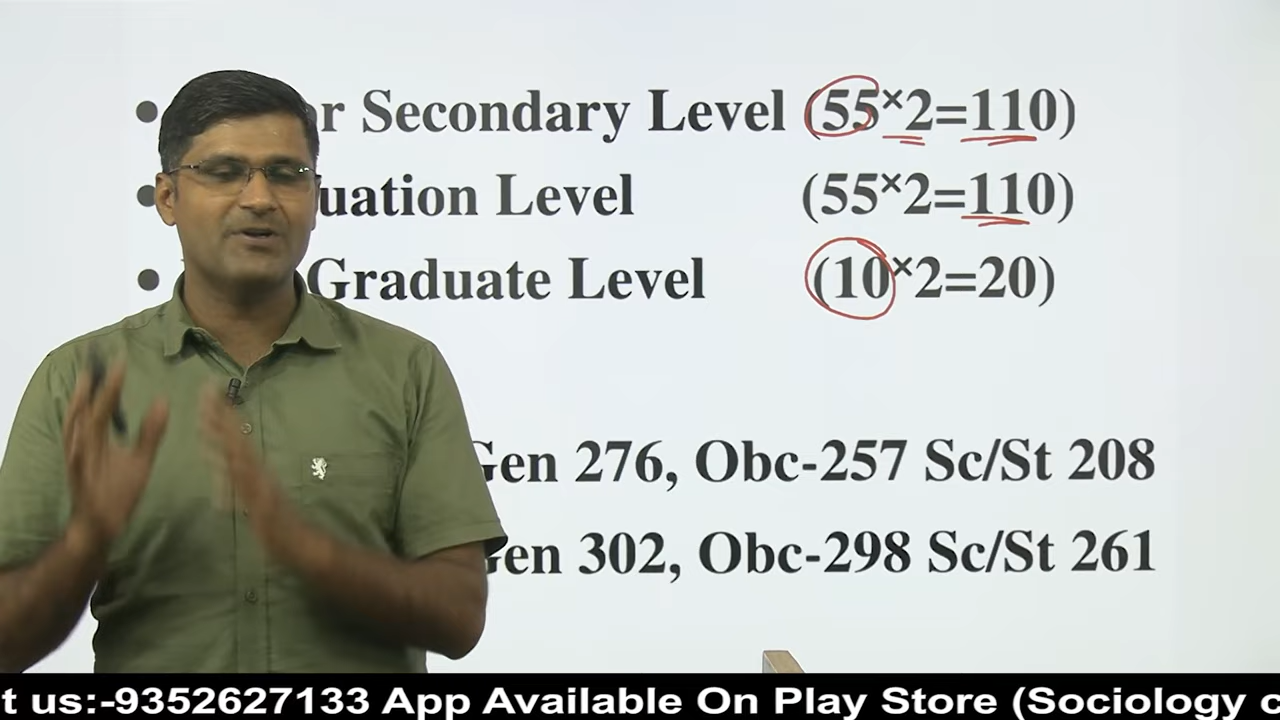 • r Secondary Level (55×2=110)
• uation Level (55×2=110)
• Graduate Level (10×2=20)
Gen 276, Obc-257 Sc/St 208
Gen 302, Obc-298 Sc/St 261
t us:-9352627133 App Available On Play Store (Sociology